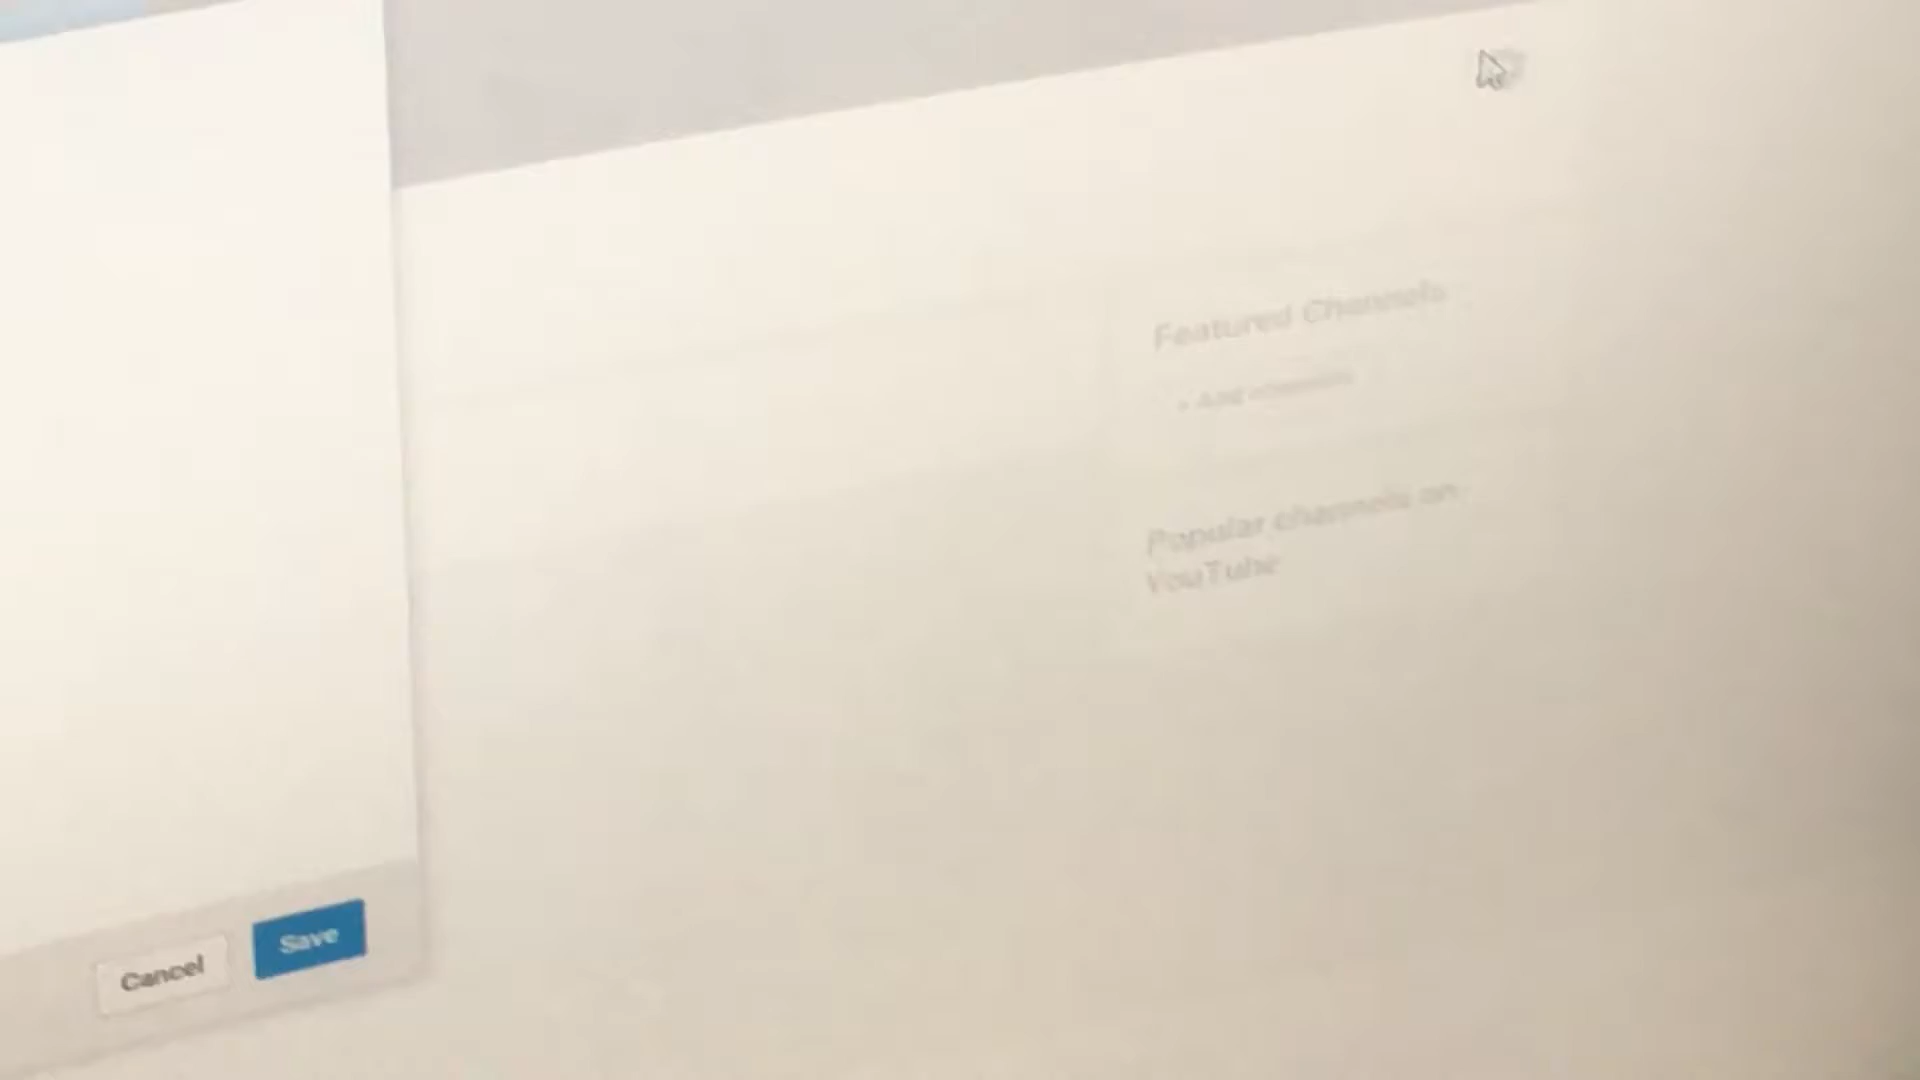 Featured Channels
+ Add channels
Popular channels on
YouTube
Cancel
Save